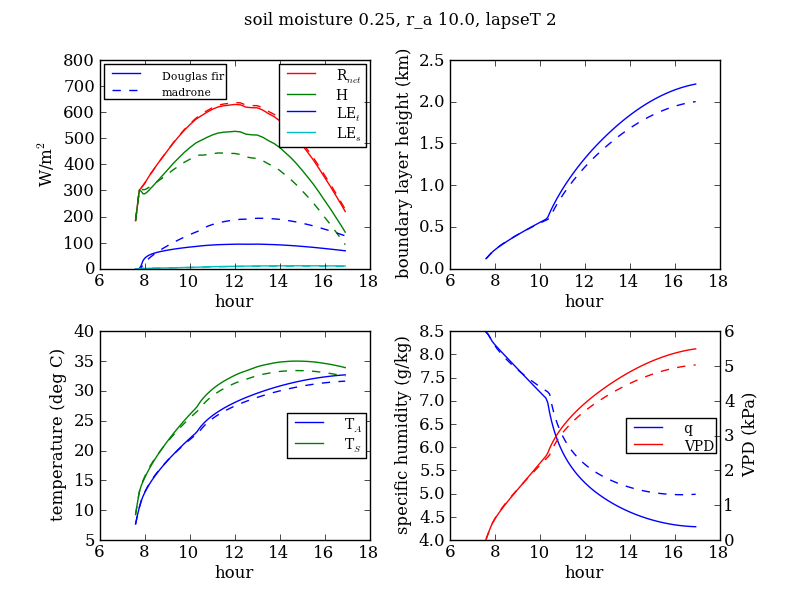 soil moisture 0.25, r_a 10.0, lapseT 2
800
700
600
500
400
300
200
100
0
W/m²
Douglas fir
madrone
R_net
H
LE_t
LE_s
6 8 10 12 14 16 18
hour
2.5
2.0
1.5
1.0
0.5
0.0
boundary layer height (km)
6 8 10 12 14 16 18
hour
40
35
30
25
20
15
10
5
temperature (deg C)
T_A
T_S
6 8 10 12 14 16 18
hour
8.5
8.0
7.5
7.0
6.5
6.0
5.5
5.0
4.5
4.0
specific humidity (g/kg)
q
VPD
6
5
4
3
2
1
0
VPD (kPa)
6 8 10 12 14 16 18
hour